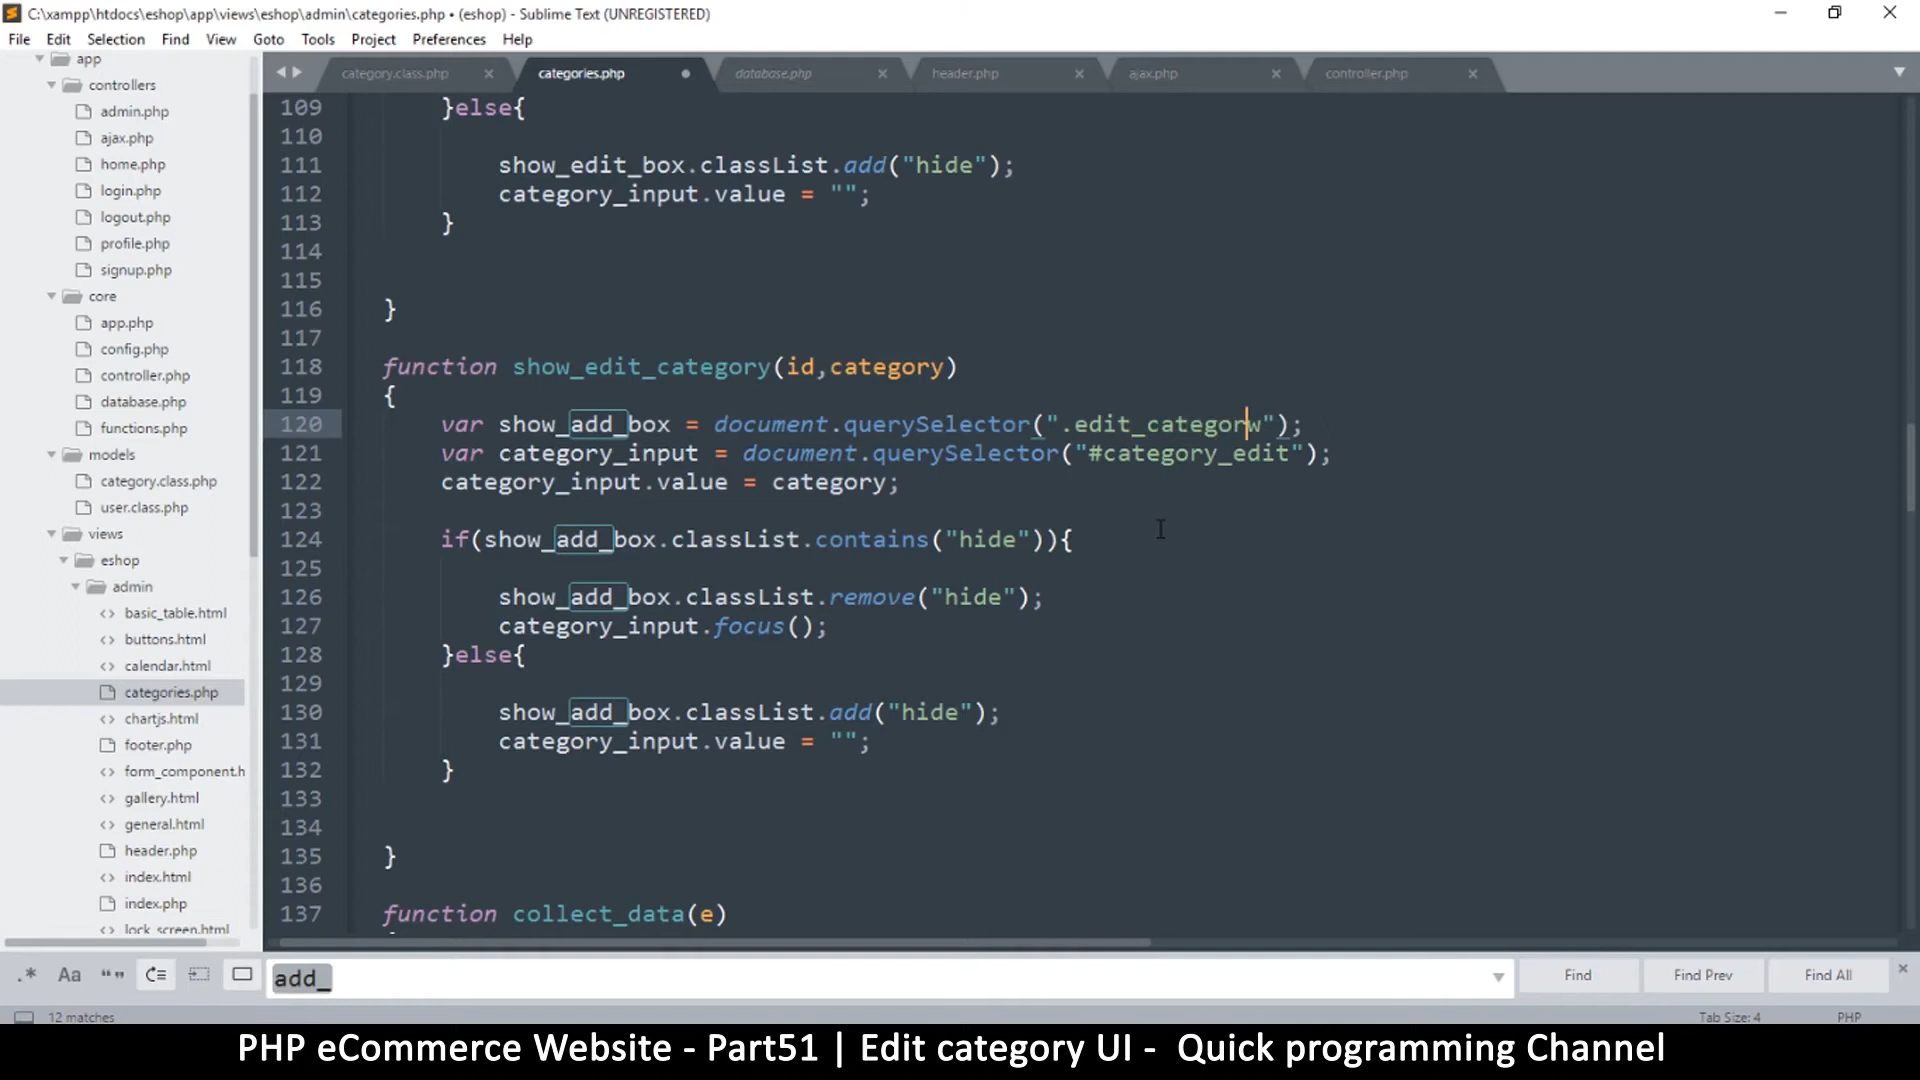 C:\xampp\htdocs\eshop\app\views\eshop\admin\categories.php • (eshop) - Sublime Text (UNREGISTERED)
File Edit Selection Find View Goto Tools Project Preferences Help
category.class.php categories.php database.php header.php ajax.php controller.php
app
controllers
admin.php
ajax.php
home.php
login.php
logout.php
profile.php
signup.php
core
app.php
config.php
controller.php
database.php
functions.php
models
category.class.php
user.class.php
views
eshop
admin
basic_table.html
buttons.html
calendar.html
categories.php
chartjs.html
footer.php
form_component.h
gallery.html
general.html
header.php
index.html
index.php
lock_screen.html
109 }else{
110
111 show_edit_box.classList.add("hide");
112 category_input.value = "";
113 }
114
115
116 }
117
118 function show_edit_category(id,category)
119 {
120 var show_add_box = document.querySelector(".edit_categorw");
121 var category_input = document.querySelector("#category_edit");
122 category_input.value = category;
123
124 if(show_add_box.classList.contains("hide")){
125
126 show_add_box.classList.remove("hide");
127 category_input.focus();
128 }else{
129
130 show_add_box.classList.add("hide");
131 category_input.value = "";
132 }
133
134
135 }
136
137 function collect_data(e)
.* Aa “” add_ Find Find Prev Find All
12 matches Tab Size: 4 PHP
PHP eCommerce Website - Part51 | Edit category UI - Quick programming Channel